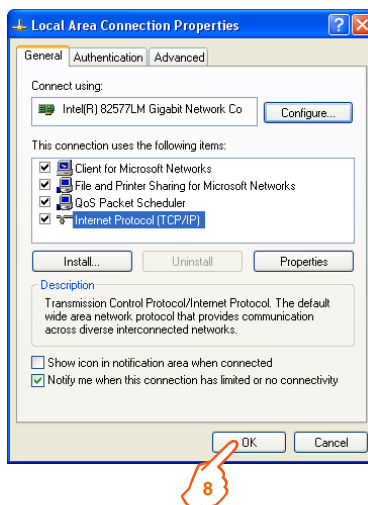 Local Area Connection Properties
General Authentication Advanced
Connect using:
Intel(R) 82577LM Gigabit Network Co
Configure...
This connection uses the following items:
Client for Microsoft Networks
File and Printer Sharing for Microsoft Networks
QoS Packet Scheduler
Internet Protocol (TCP/IP)
Install... Uninstall Properties
Description
Transmission Control Protocol/Internet Protocol. The default
wide area network protocol that provides communication
across diverse interconnected networks.
Show icon in notification area when connected
Notify me when this connection has limited or no connectivity
OK Cancel
8